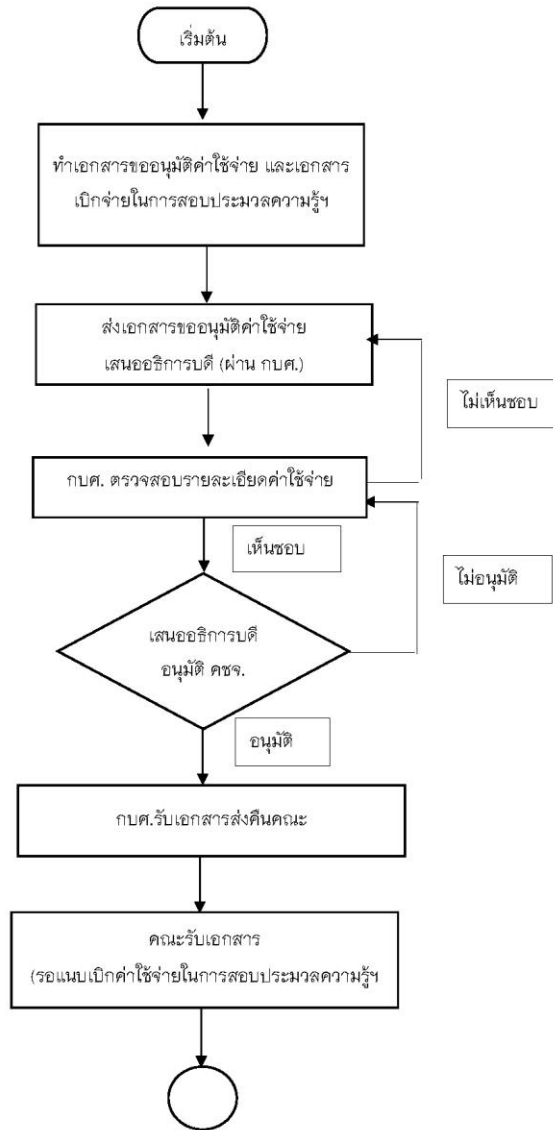 เริ่มต้น
ทำเอกสารขออนุมัติค่าใช้จ่าย และเอกสาร
เบิกจ่ายในการสอบประมวลความรู้ฯ
ส่งเอกสารขออนุมัติค่าใช้จ่าย
เสนออธิการบดี (ผ่าน กบศ.)
ไม่เห็นชอบ
กบศ. ตรวจสอบรายละเอียดค่าใช้จ่าย
เห็นชอบ
ไม่อนุมัติ
เสนออธิการบดี
อนุมัติ คชจ.
อนุมัติ
กบศ.รับเอกสารส่งคืนคณะ
คณะรับเอกสาร
(รอแนบเบิกค่าใช้จ่ายในการสอบประมวลความรู้ฯ